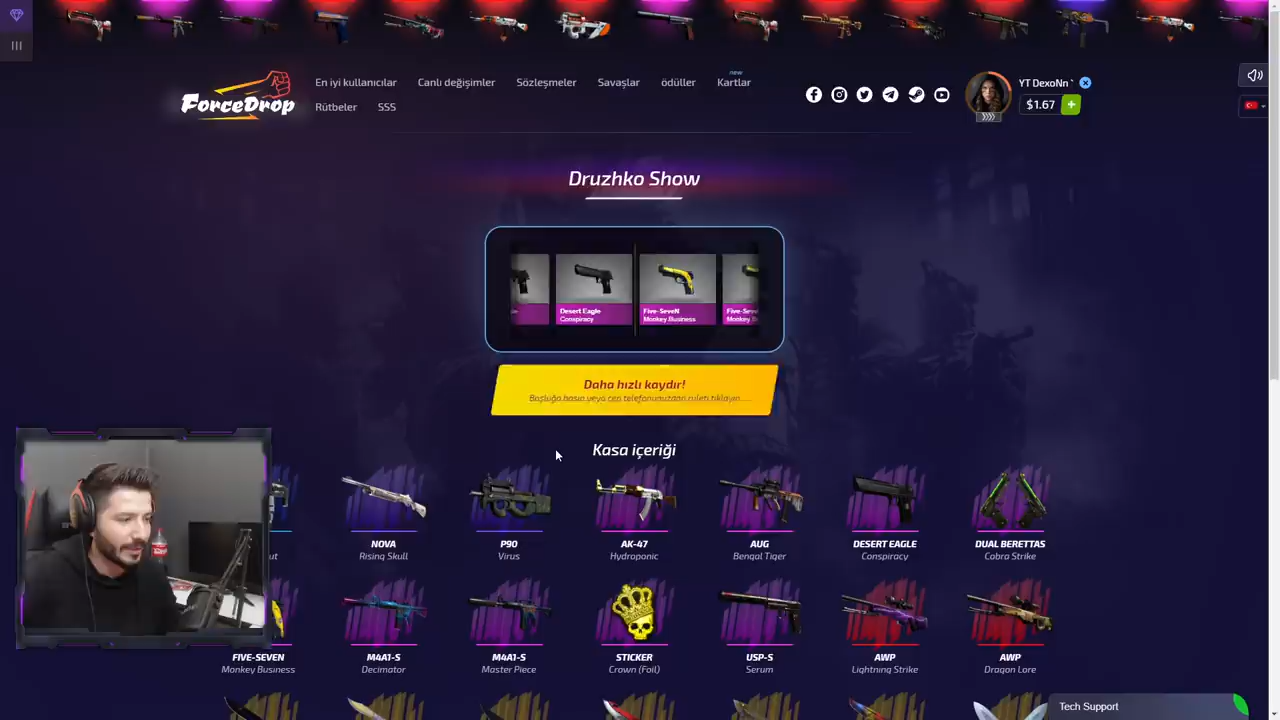 ForceDrop
En iyi kullanıcılar
Canlı değişimler
Sözleşmeler
Savaşlar
ödüller
new
Kartlar
Rütbeler
SSS
YT DexoNn `
$1.67
Druzhko Show
Desert Eagle
Conspiracy
Five-SeveN
Monkey Business
Daha hızlı kaydır!
Kasa içeriği
NOVA
Rising Skull
P90
Virus
AK-47
Hydroponic
AUG
Bengal Tiger
DESERT EAGLE
Conspiracy
DUAL BERETTAS
Cobra Strike
FIVE-SEVEN
Monkey Business
M4A1-S
Decimator
M4A1-S
Master Piece
STICKER
Crown (Foil)
USP-S
Serum
AWP
Lightning Strike
AWP
Dragon Lore
Tech Support